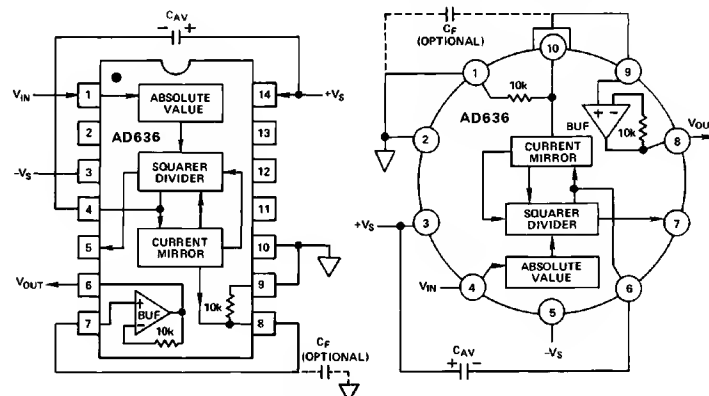 CAV
− +
VIN
1
ABSOLUTE
VALUE
14
+VS
2
AD636
13
−VS
3
SQUARER
DIVIDER
12
4
11
5
CURRENT
MIRROR
10
VOUT
6
9
10k
7
+
−
BUF
10k
8
CF
(OPTIONAL)
CF
(OPTIONAL)
10
1
9
10k
AD636
+ −
BUF
10k
VOU
8
2
CURRENT
MIRROR
+VS
3
SQUARER
DIVIDER
7
VIN
4
ABSOLUTE
VALUE
6
5
−VS
CAV
+ −